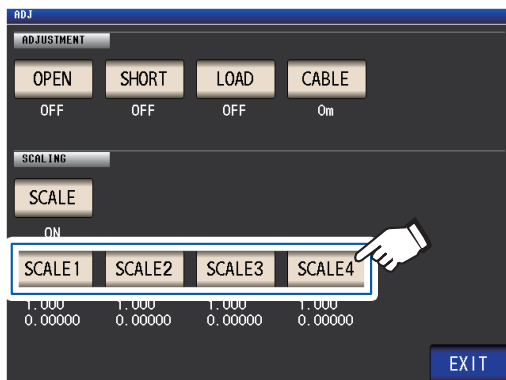 ADJ
ADJUSTMENT
OPEN SHORT LOAD CABLE
OFF OFF OFF 0m
SCALING
SCALE
ON
SCALE1 SCALE2 SCALE3 SCALE4
1.000 1.000 1.000 1.000
0.00000 0.00000 0.00000 0.00000
EXIT